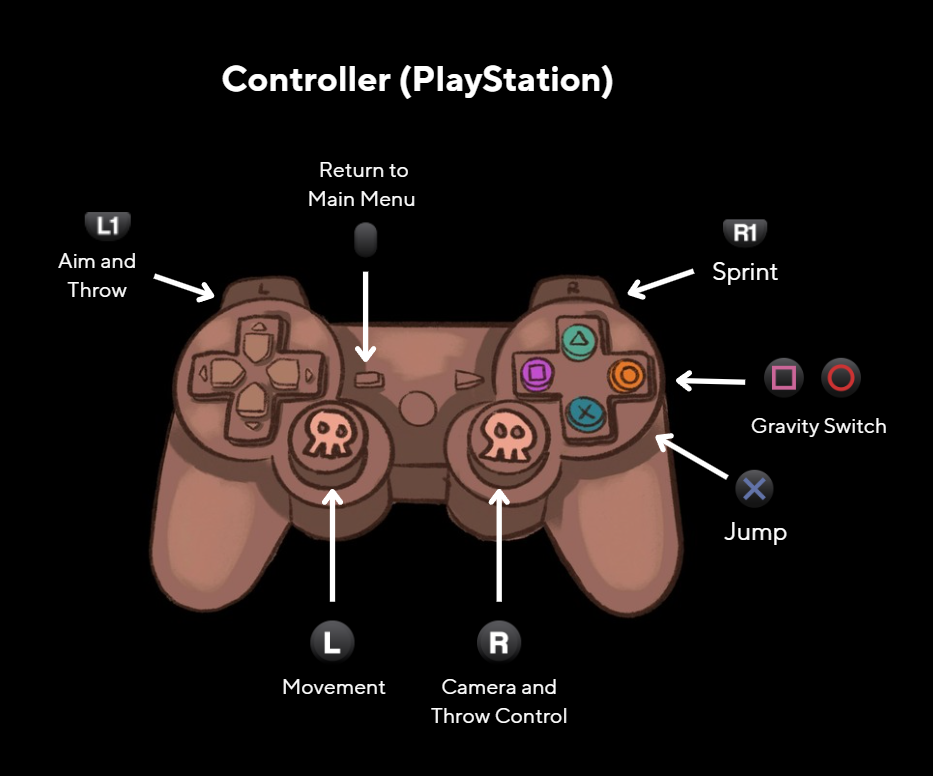 Controller (PlayStation)
Return to
Main Menu
L1
Aim and
Throw
R1
Sprint
L
R
Gravity Switch
Jump
L
Movement
R
Camera and
Throw Control